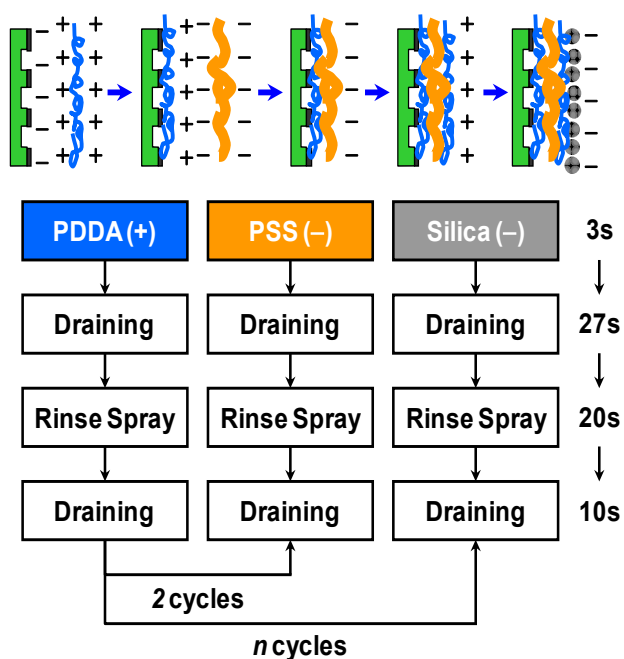 PDDA (+) PSS (–) Silica (–) 3s
Draining Draining Draining 27s
Rinse Spray Rinse Spray Rinse Spray 20s
Draining Draining Draining 10s
2 cycles
n cycles